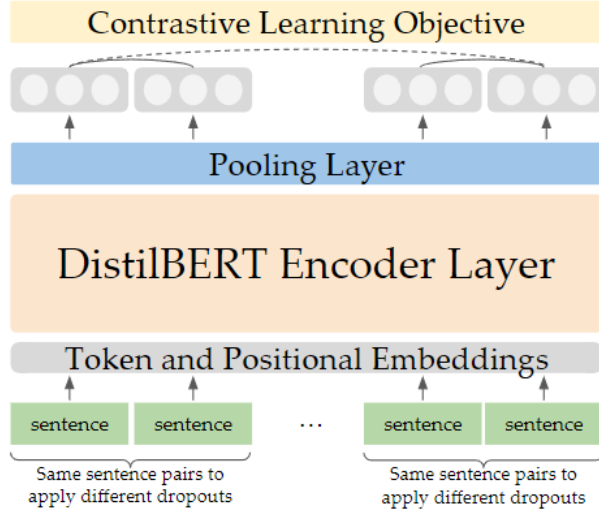 Contrastive Learning Objective
Pooling Layer
DistilBERT Encoder Layer
Token and Positional Embeddings
sentence sentence ... sentence sentence
Same sentence pairs to apply different dropouts
Same sentence pairs to apply different dropouts